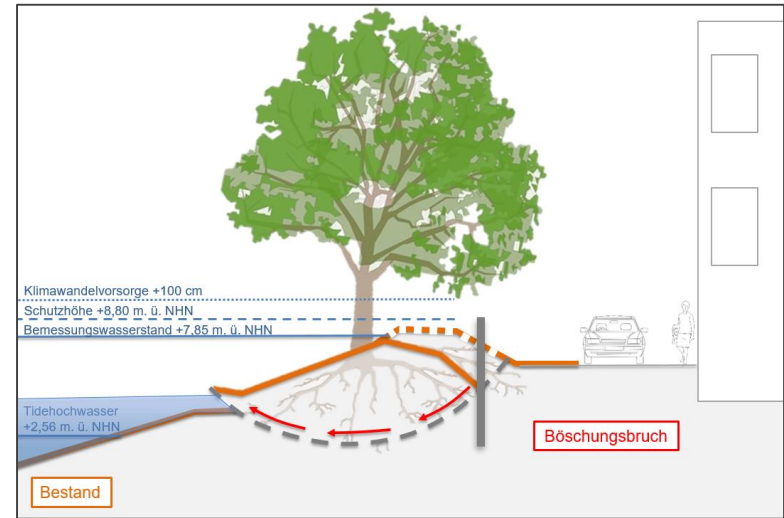 Klimawandelvorsorge +100 cm
Schutzhöhe +8,80 m. ü. NHN
Bemessungswasserstand +7,85 m. ü. NHN
Tidehochwasser
+2,56 m. ü. NHN
Böschungsbruch
Bestand